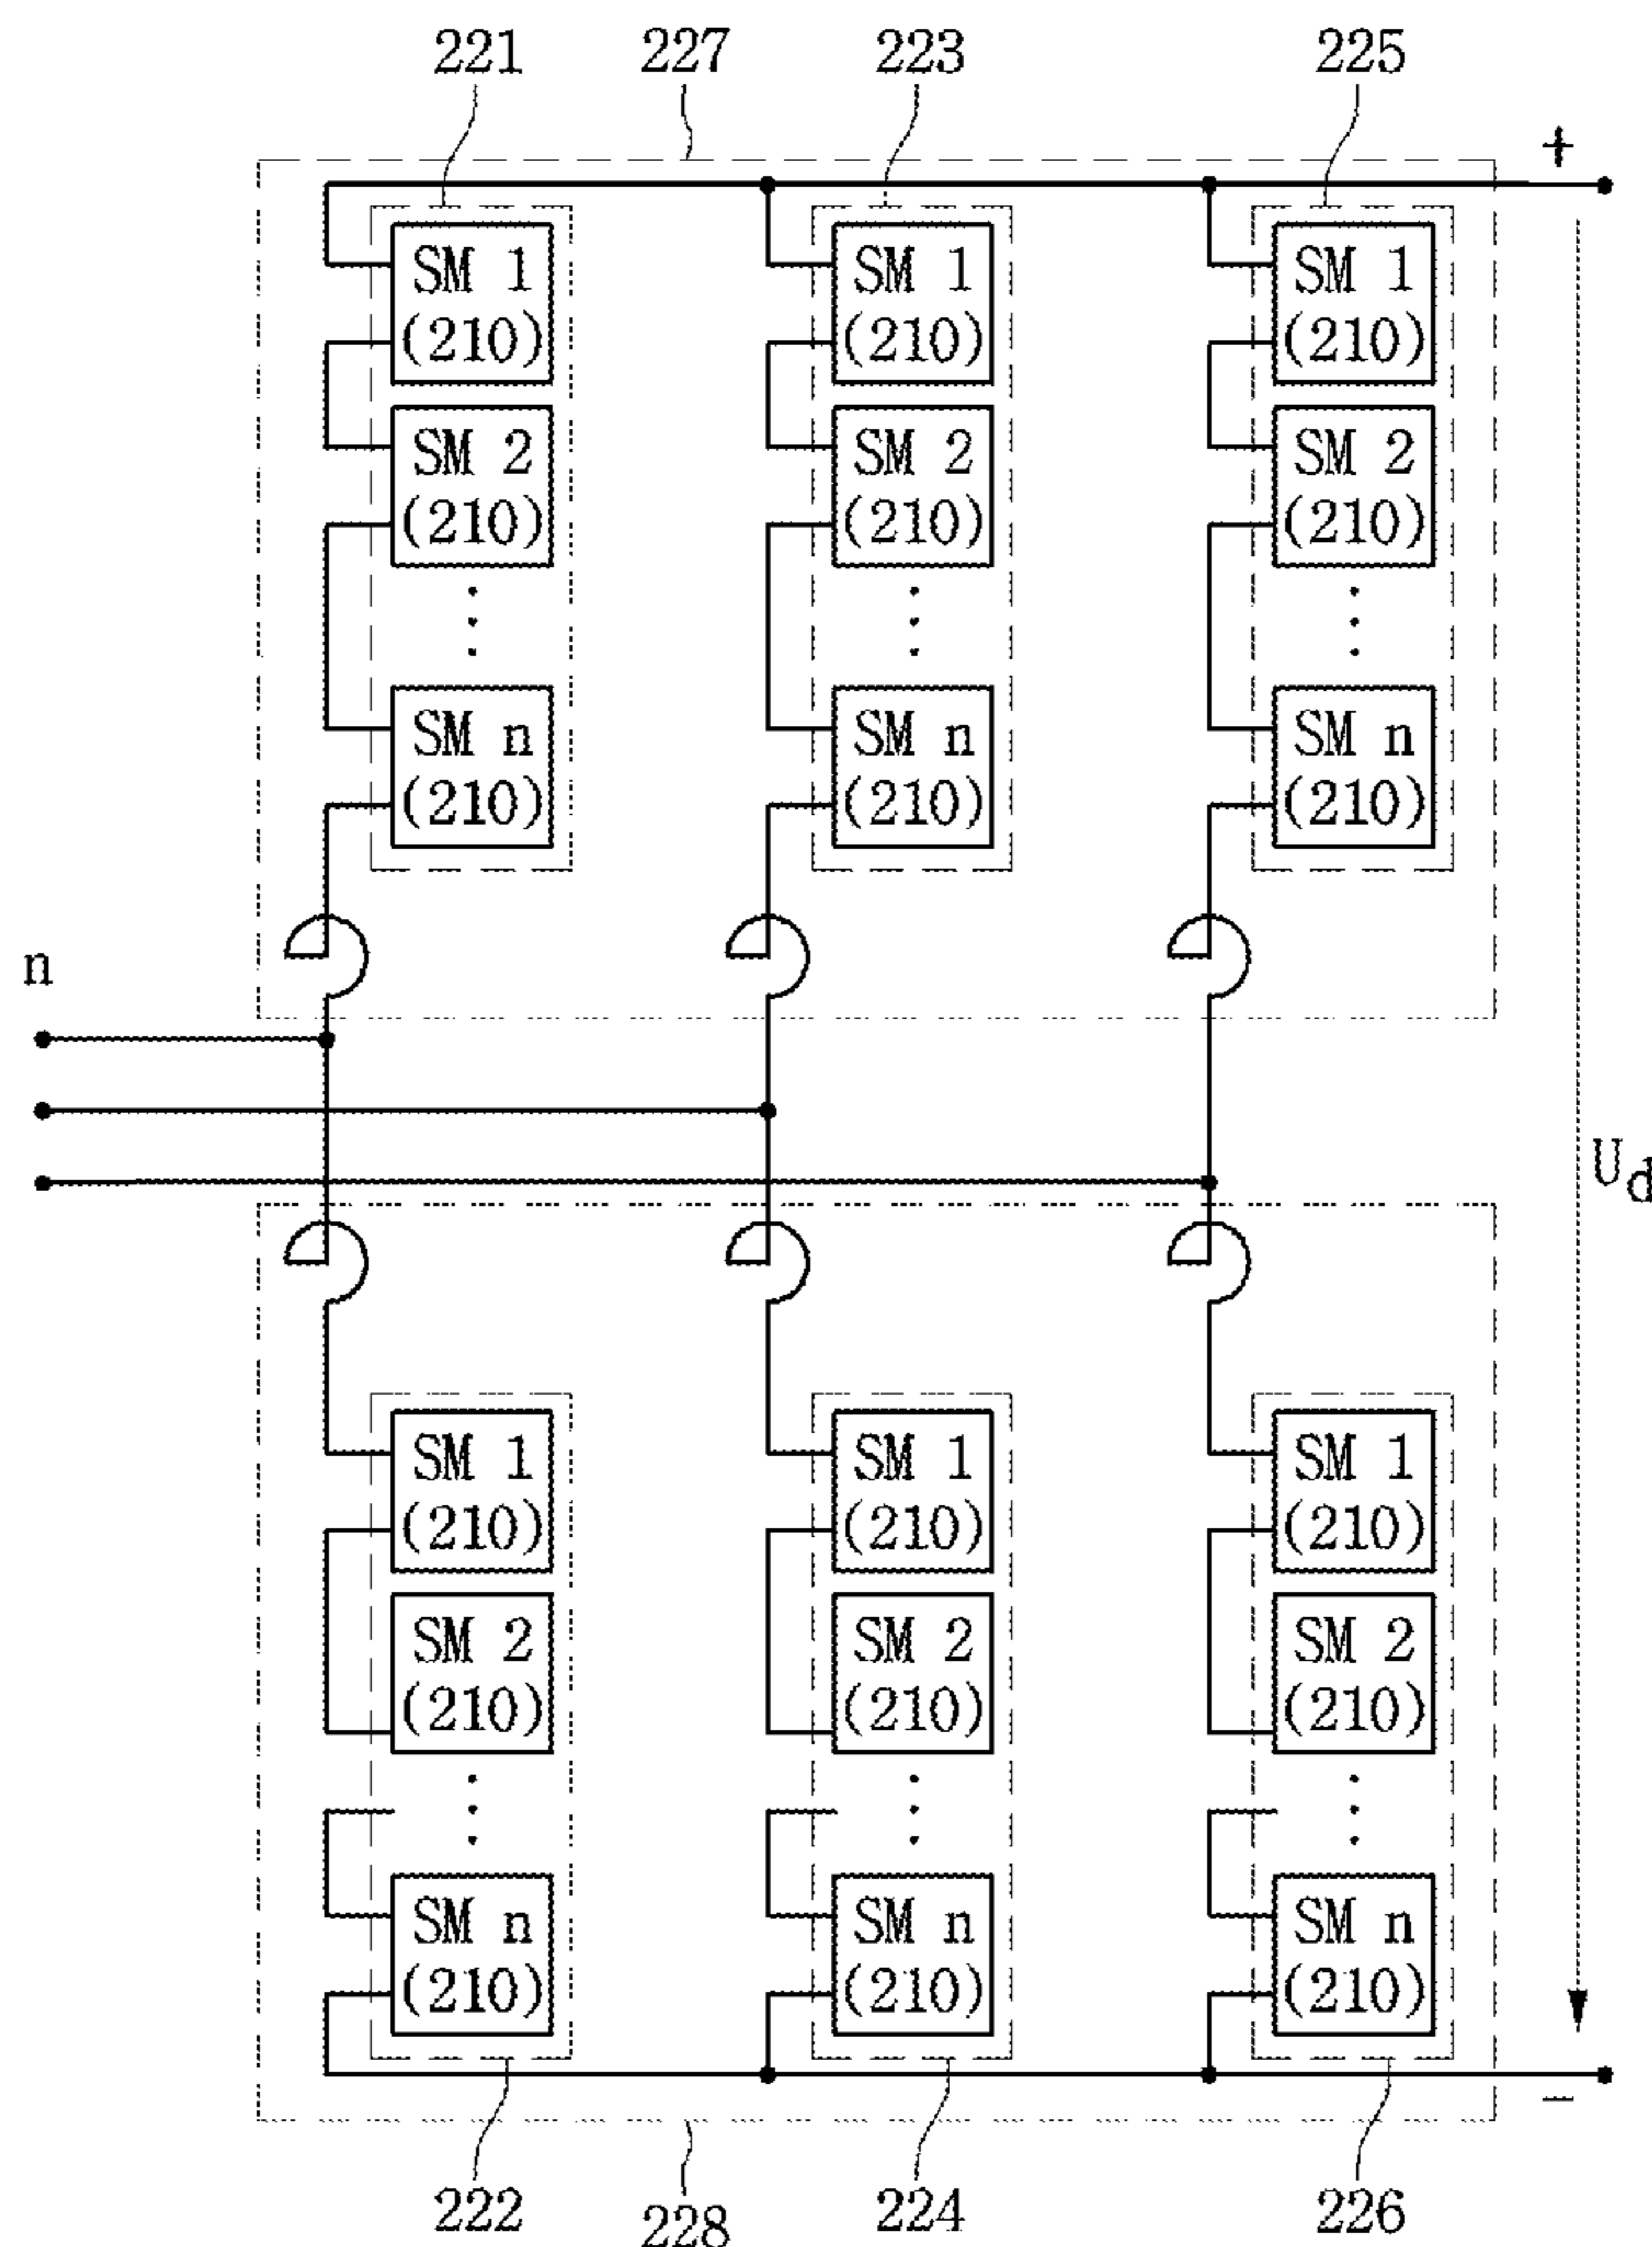 221 227 223 225
+
SM 1 SM 1 SM 1
(210) (210) (210)
SM 2 SM 2 SM 2
(210) (210) (210)
SM n SM n SM n
(210) (210) (210)
n
Ud
SM 1 SM 1 SM 1
(210) (210) (210)
SM 2 SM 2 SM 2
(210) (210) (210)
SM n SM n SM n
(210) (210) (210)
−
222 228 224 226